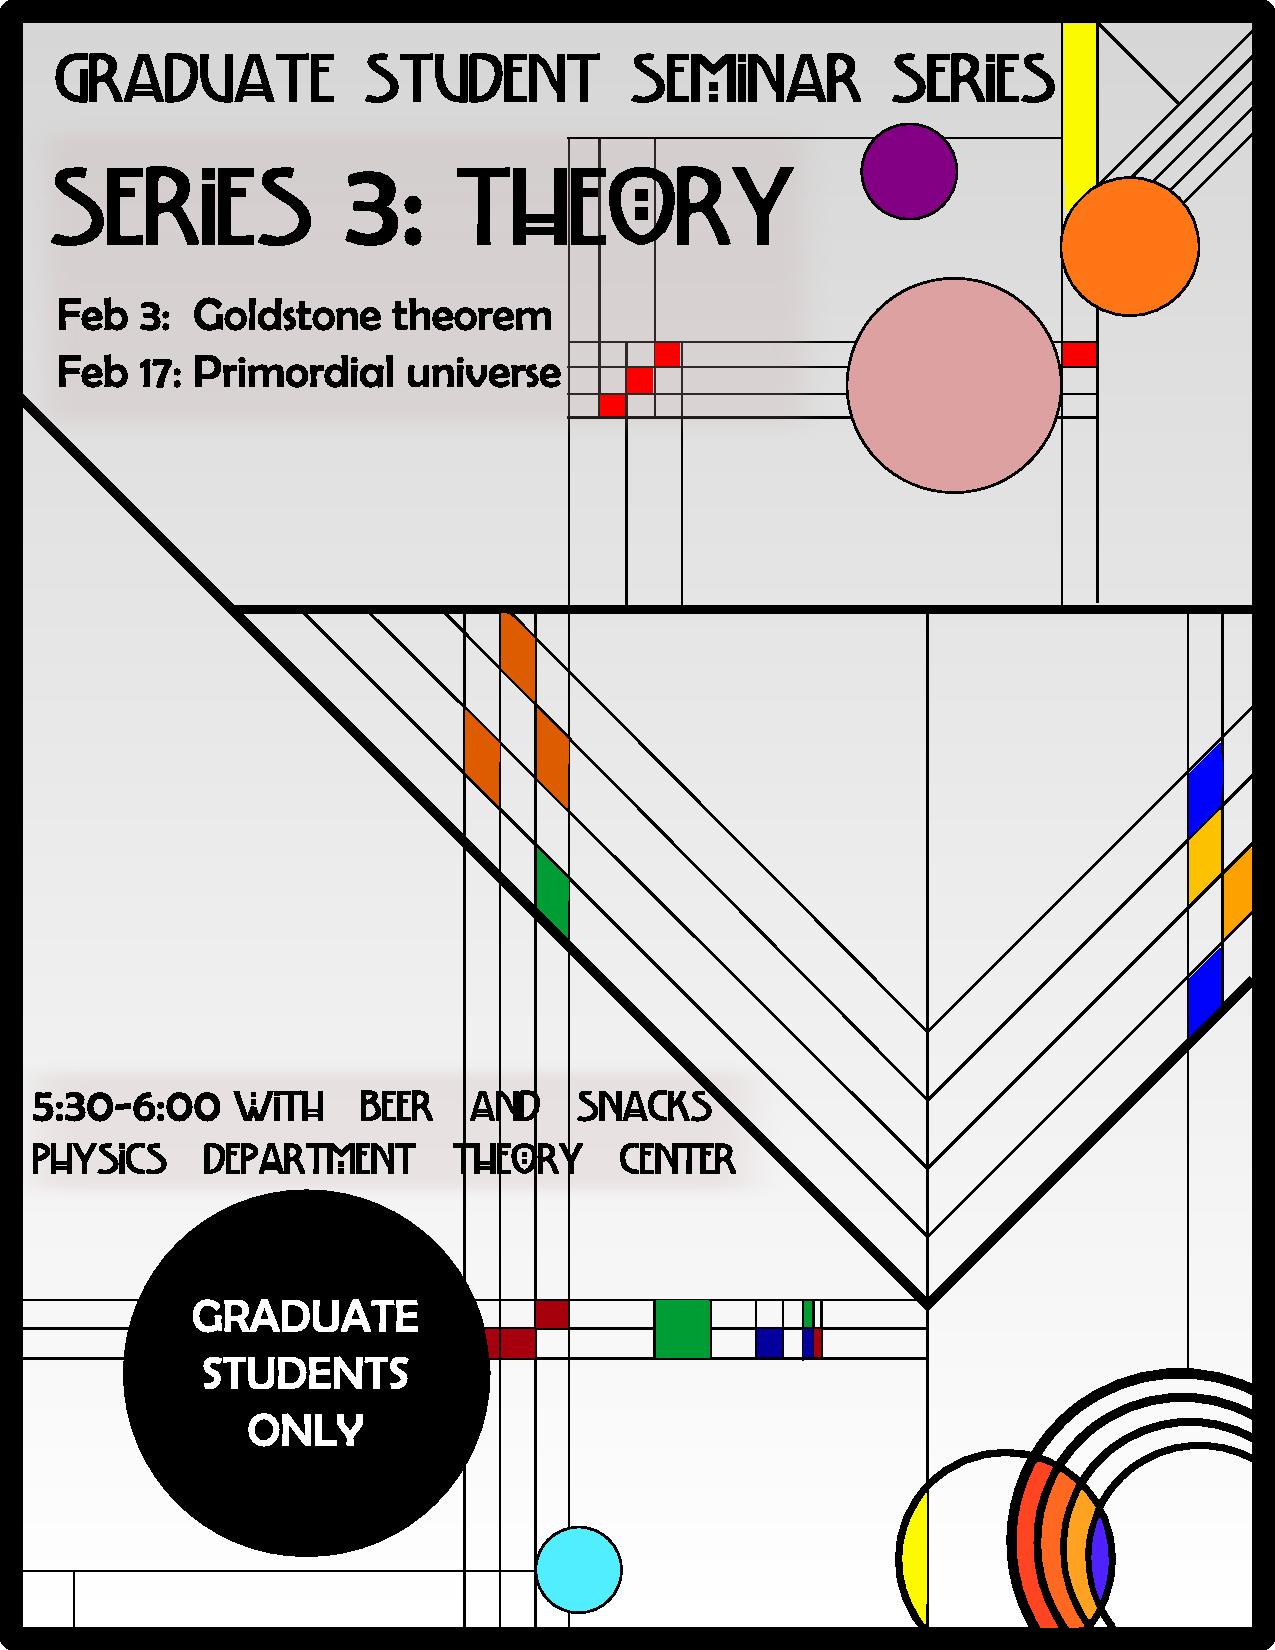 GRADUATE STUDENT SEMINAR SERIES
SERIES 3: THEORY
Feb 3: Goldstone theorem
Feb 17: Primordial universe
5:30-6:00 WITH BEER AND SNACKS
PHYSICS DEPARTMENT THEORY CENTER
GRADUATE
STUDENTS
ONLY